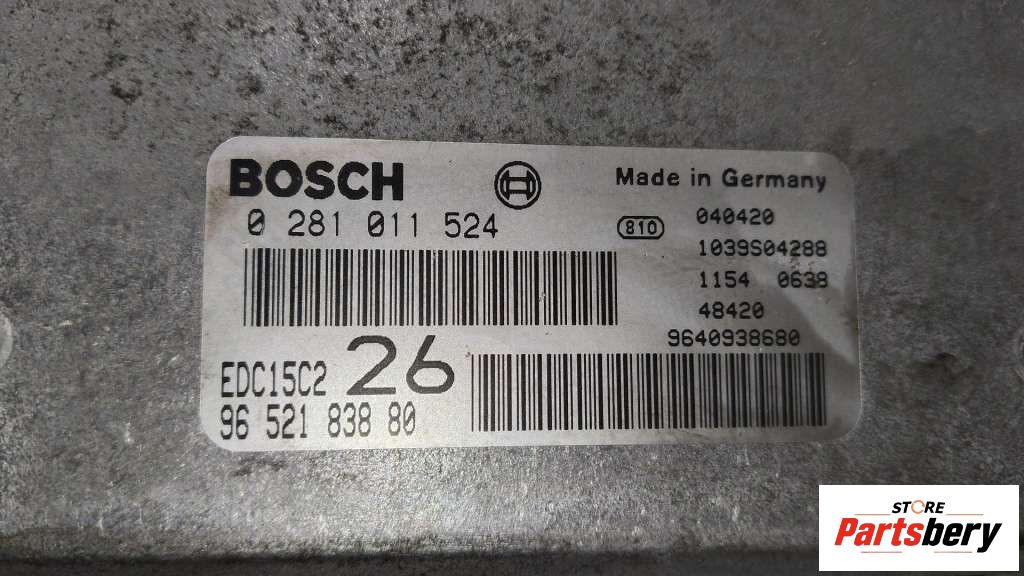 BOSCH
Made in Germany
0 281 011 524
810
040420
1039S04288
1154 0638
48420
9640938680
EDC15C2
26
96 521 838 80
STORE
Partsbery